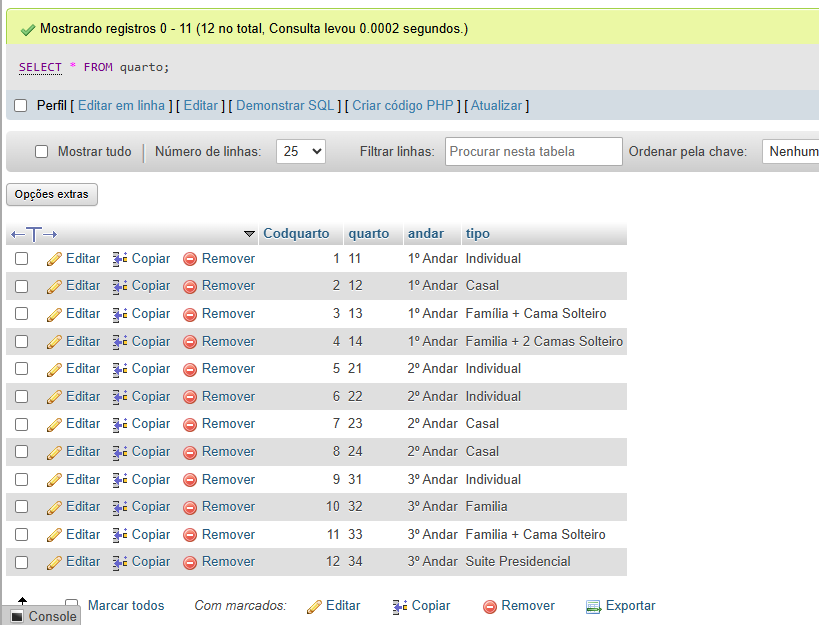 Mostrando registros 0 - 11 (12 no total, Consulta levou 0.0002 segundos.)
SELECT * FROM quarto;
Perfil [ Editar em linha ] [ Editar ] [ Demonstrar SQL ] [ Criar código PHP ] [ Atualizar ]
Mostrar tudo | Número de linhas: 25 Filtrar linhas: Procurar nesta tabela Ordenar pela chave: Nenhum
Opções extras
←T→ Codquarto quarto andar tipo
Editar Copiar Remover 1 11 1º Andar Individual
Editar Copiar Remover 2 12 1º Andar Casal
Editar Copiar Remover 3 13 1º Andar Família + Cama Solteiro
Editar Copiar Remover 4 14 1º Andar Familia + 2 Camas Solteiro
Editar Copiar Remover 5 21 2º Andar Individual
Editar Copiar Remover 6 22 2º Andar Individual
Editar Copiar Remover 7 23 2º Andar Casal
Editar Copiar Remover 8 24 2º Andar Casal
Editar Copiar Remover 9 31 3º Andar Individual
Editar Copiar Remover 10 32 3º Andar Familia
Editar Copiar Remover 11 33 3º Andar Familia + Cama Solteiro
Editar Copiar Remover 12 34 3º Andar Suite Presidencial
Marcar todos Com marcados: Editar Copiar Remover Exportar
Console